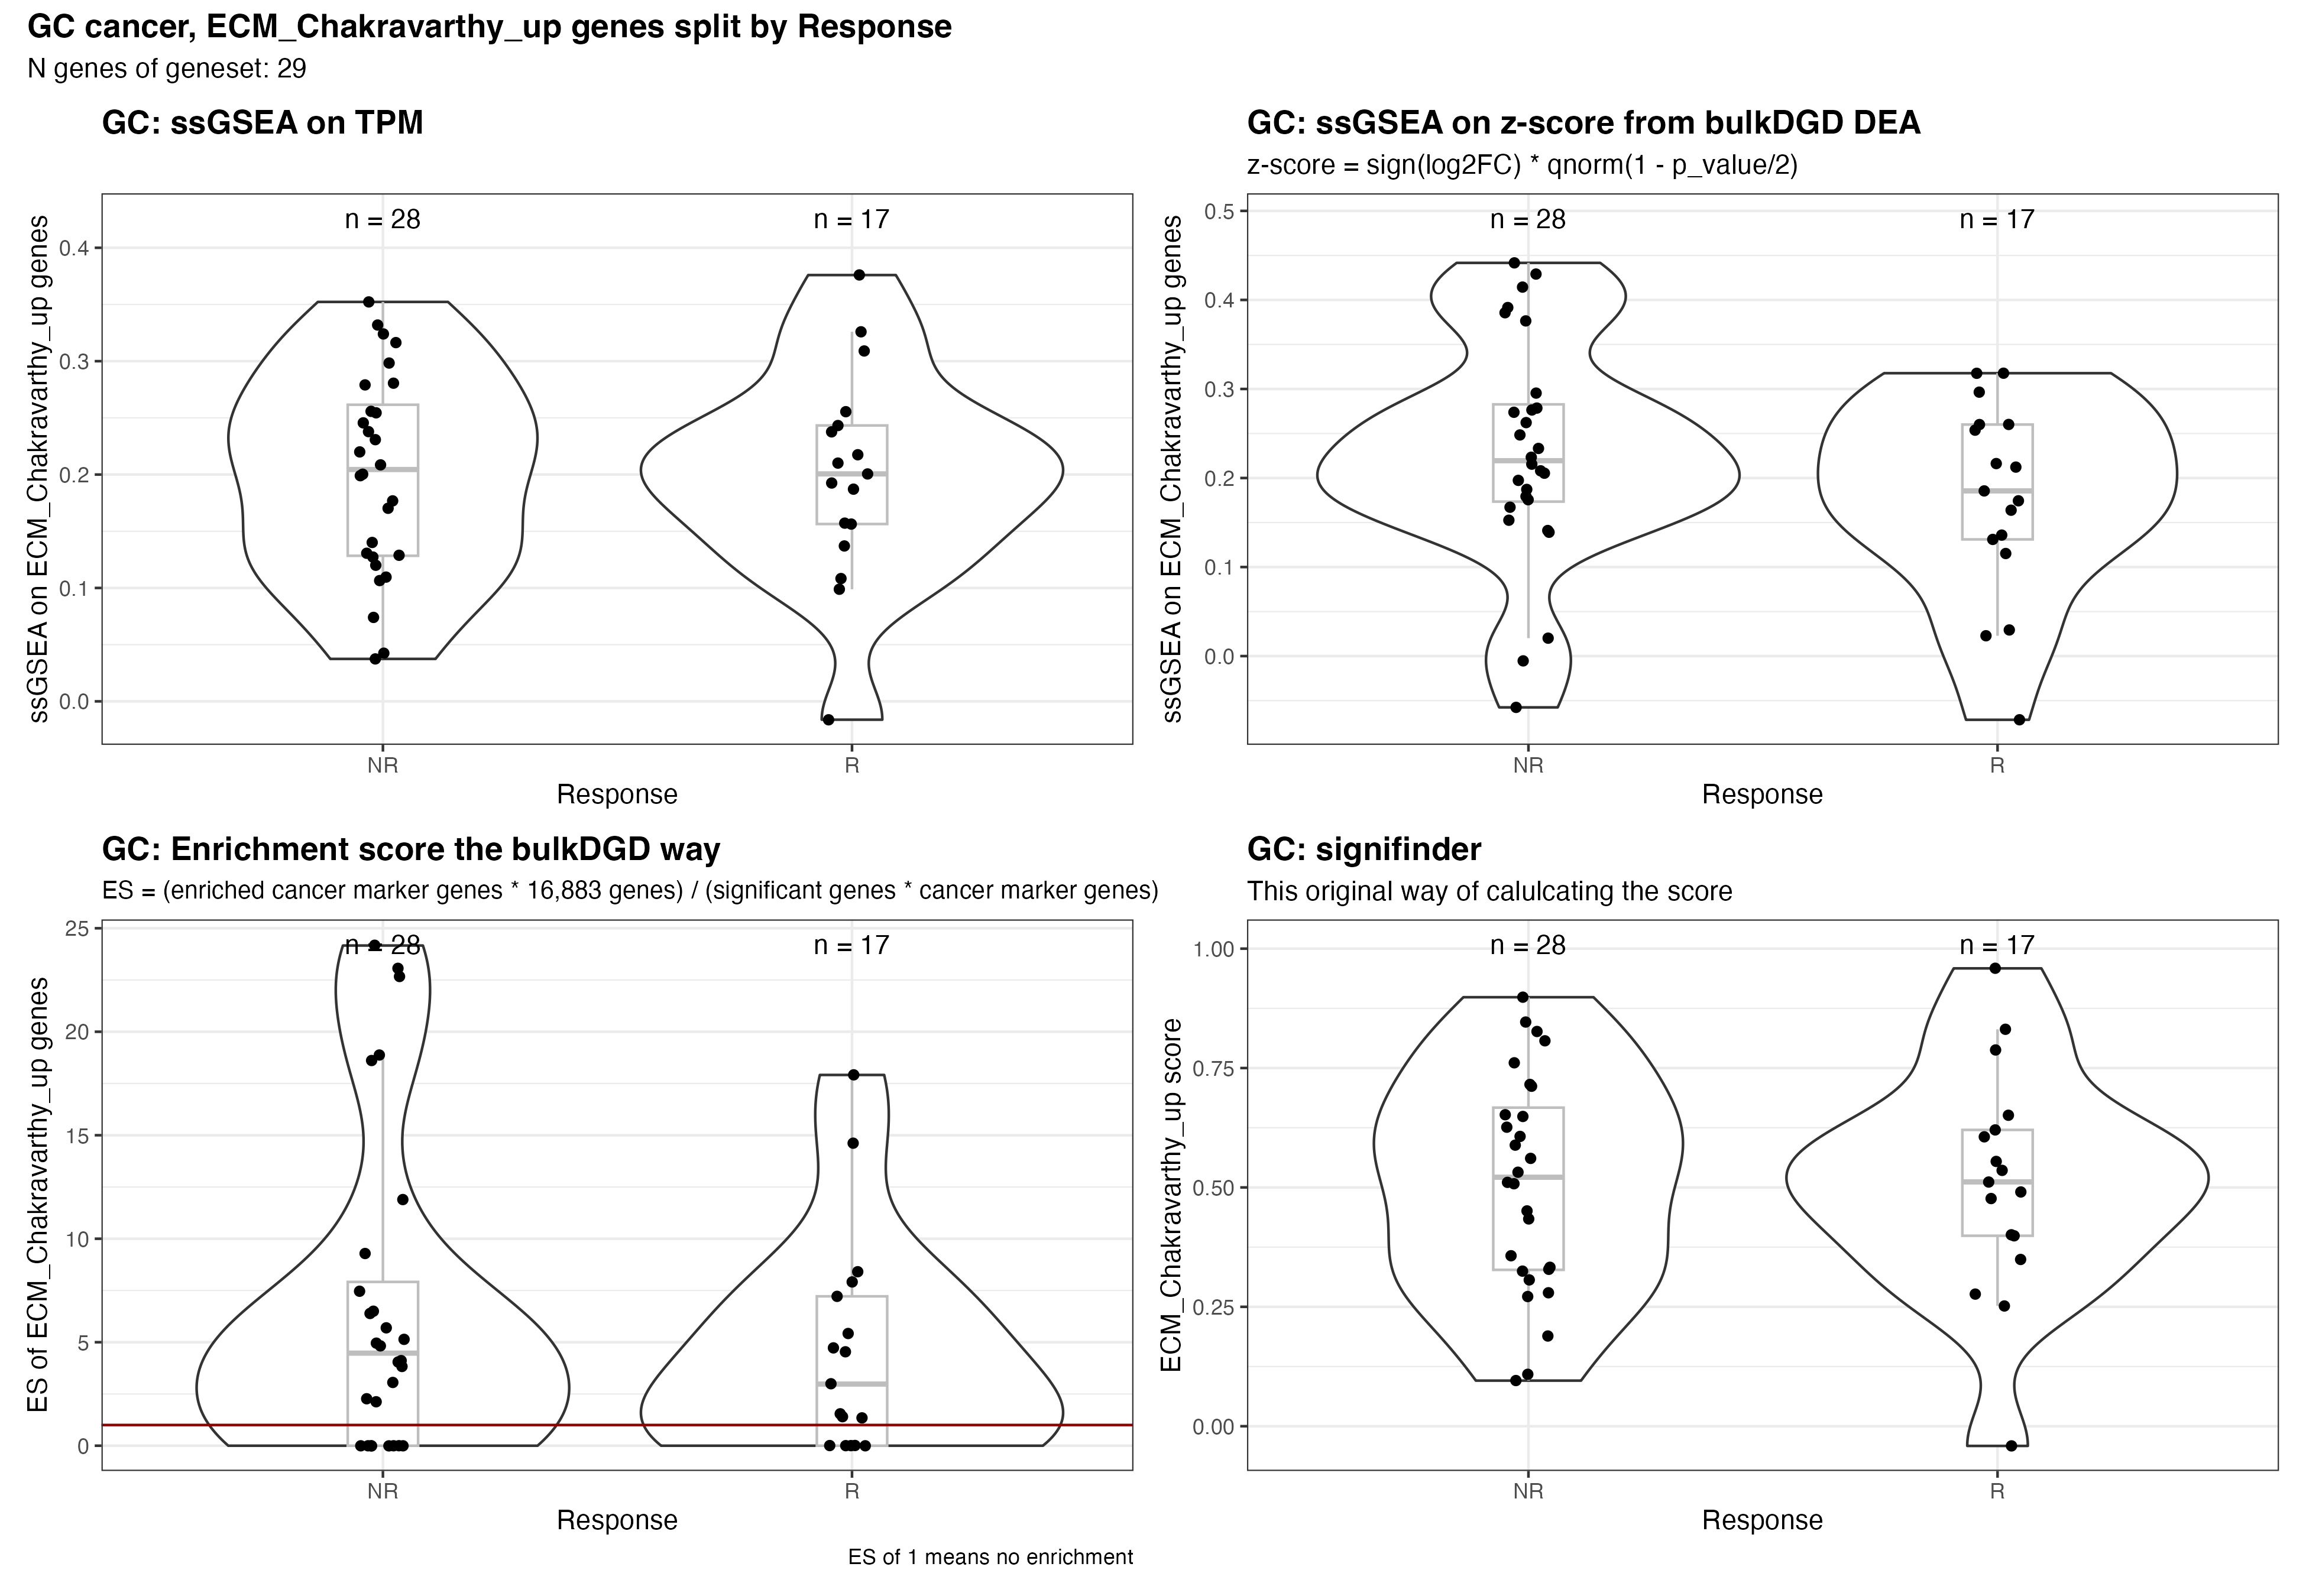 GC cancer, ECM_Chakravarthy_up genes split by Response
N genes of geneset: 29
GC: ssGSEA on TPM
ssGSEA on ECM_Chakravarthy_up genes
0.4
0.3
0.2
0.1
0.0
n = 28
n = 17
NR
R
Response
GC: ssGSEA on z-score from bulkDGD DEA
z-score = sign(log2FC) * qnorm(1 - p_value/2)
ssGSEA on ECM_Chakravarthy_up genes
0.5
0.4
0.3
0.2
0.1
0.0
n = 28
n = 17
NR
R
Response
GC: Enrichment score the bulkDGD way
ES = (enriched cancer marker genes * 16,883 genes) / (significant genes * cancer marker genes)
ES of ECM_Chakravarthy_up genes
25
20
15
10
5
0
n = 28
n = 17
NR
R
Response
ES of 1 means no enrichment
GC: signifinder
This original way of calulcating the score
ECM_Chakravarthy_up score
1.00
0.75
0.50
0.25
0.00
n = 28
n = 17
NR
R
Response